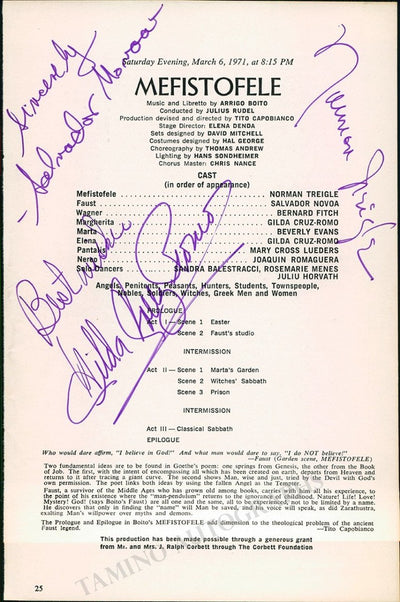 Saturday Evening, March 6, 1971, at 8:15 PM
MEFISTOFELE
Music and Libretto by ARRIGO BOITO
Conducted by JULIUS RUDEL
Production devised and directed by TITO CAPOBIANCO
Stage Director: ELENA DENDA
Sets designed by DAVID MITCHELL
Costumes designed by HAL GEORGE
Choreography by THOMAS ANDREW
Lighting by HANS SONDHEIMER
Chorus Master: CHRIS NANCE
Sincerely
Salvador Novoa
Norman Treigle
CAST
(in order of appearance)
Mefistofele NORMAN TREIGLE
Faust SALVADOR NOVOA
Wagner BERNARD FITCH
Margherita GILDA CRUZ-ROMO
Marta BEVERLY EVANS
Elena GILDA CRUZ-ROMO
Pantalis MARY CROSS LUEDERS
Nereo JOAQUIN ROMAGUERA
Solo Dancers SANDRA BALESTRACCI, ROSEMARIE MENES
JULIU HORVATH
Angels, Penitents, Peasants, Hunters, Students, Townspeople,
Nobles, Soldiers, Witches, Greek Men and Women
Best wishes
Gilda Cruz-Romo
PROLOGUE
Act I — Scene 1 Easter
Scene 2 Faust's studio
INTERMISSION
Act II — Scene 1 Marta's Garden
Scene 2 Witches' Sabbath
Scene 3 Prison
INTERMISSION
Act III — Classical Sabbath
EPILOGUE
Who would dare affirm, "I believe in God?" And what man would dare to say, "I do NOT believe!"
—Faust (Garden scene, MEFISTOFELE)
Two fundamental ideas are to be found in Goethe's poem: one springs from Genesis, the other from the Book
of Job. The first, with the intent of encompassing all which has been created on earth, departs from Heaven and
returns to it after tracing a giant curve. The second shows Man, wise and just, tried by the Devil with God's
own permission. The poet links both ideas by using the fallen Angel as the Tempter.
Faust, a survivor of the Middle Ages who has grown old among books, carries with him all his experience, to
the point of his existence where the "man-pendulum" returns to the ignorance of childhood. Nature! Life! Love!
Mystery! God! (says Boito's Faust) are all one and the same, all to be experienced, not to be limited by a name.
He discovers that only in finding the "name" will Man be saved and his voice will speak, as did Zarathustra,
exalting Man's willpower over myths and demons.
The Prologue and Epilogue in Boito's MEFISTOFELE add dimension to the theological problem of the ancient
Faust legend.
—Tito Capobianco
This production has been made possible through a generous grant
from Mr. and Mrs. J. Ralph Corbett through The Corbett Foundation
25
TAMINO AUTOGRAPHS